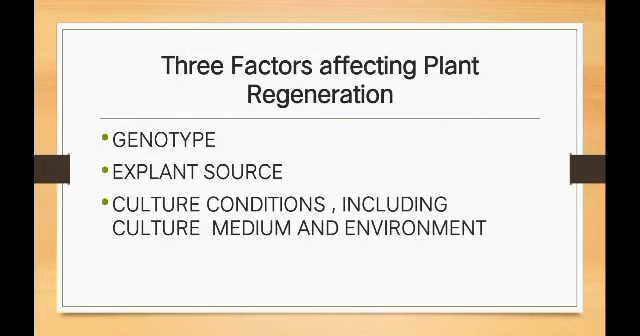 Three Factors affecting Plant
Regeneration
•GENOTYPE
•EXPLANT SOURCE
•CULTURE CONDITIONS , INCLUDING
CULTURE MEDIUM AND ENVIRONMENT